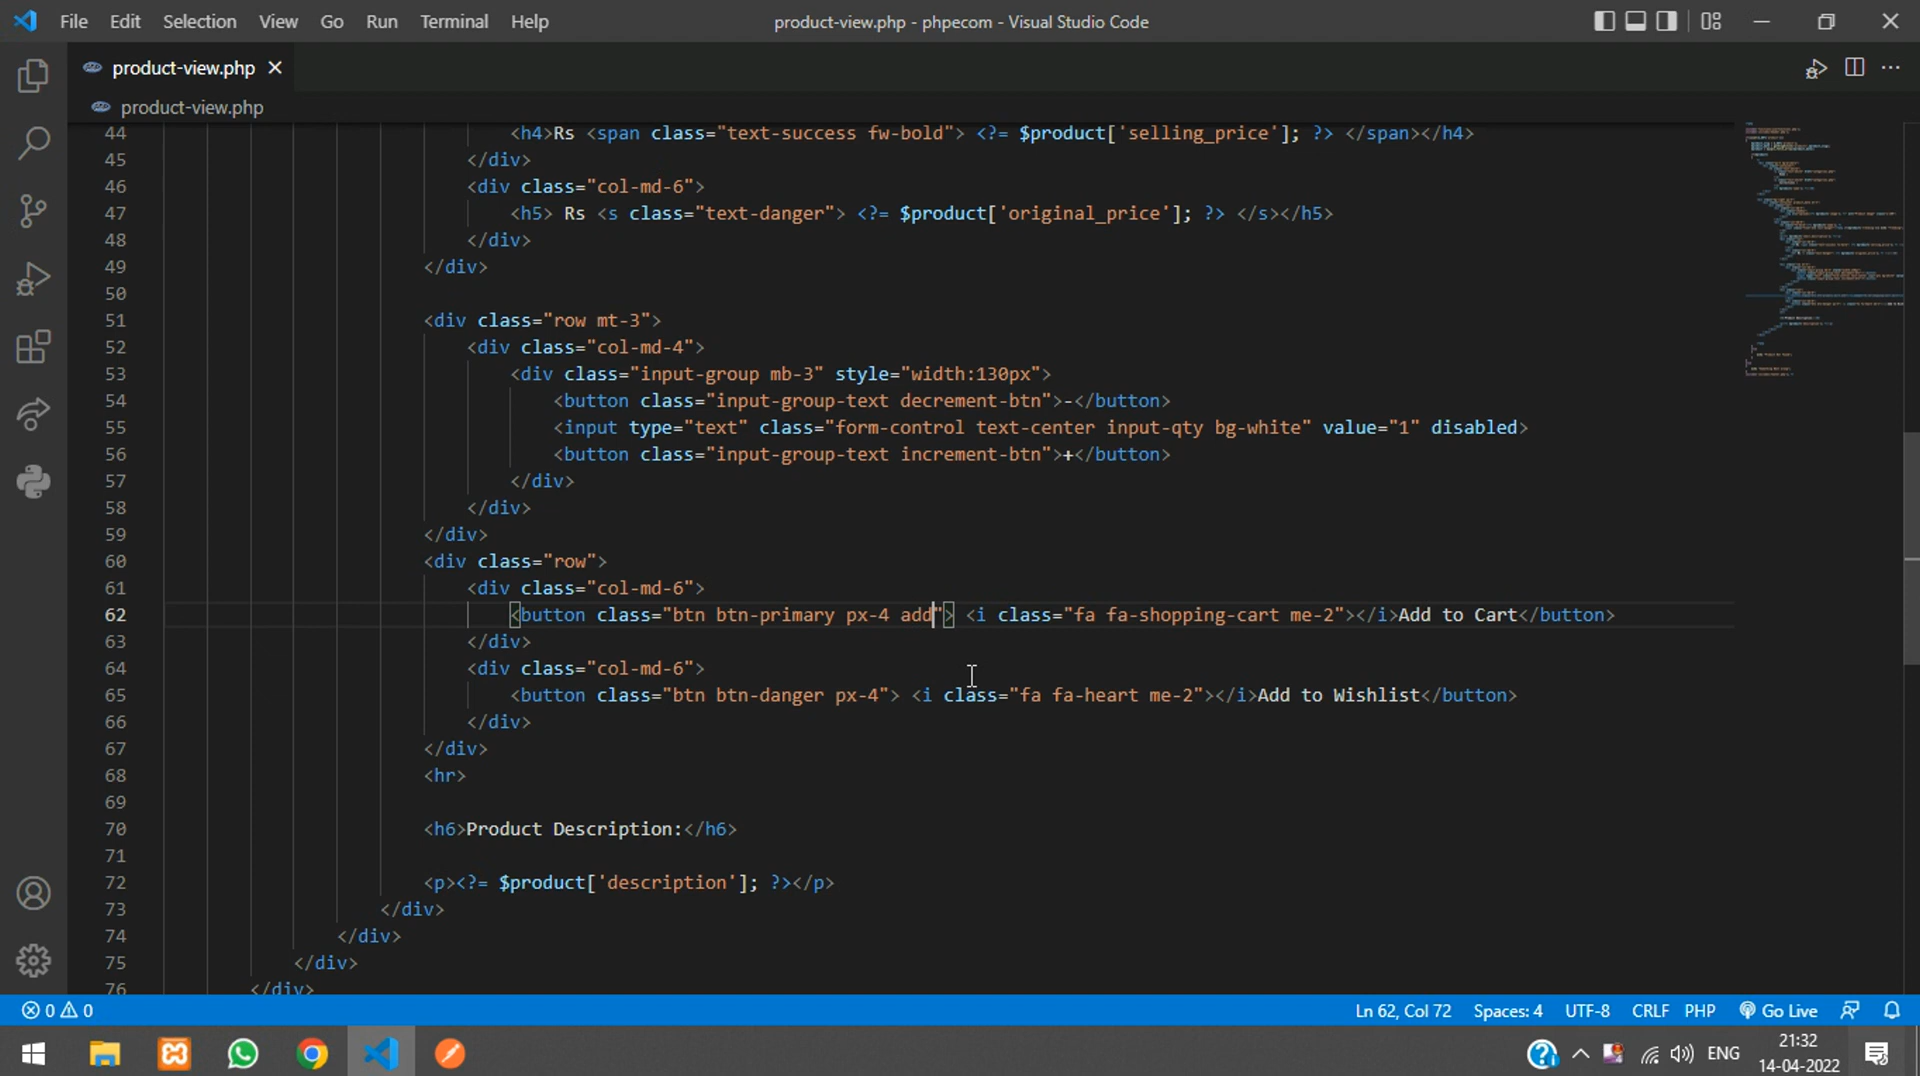 File Edit Selection View Go Run Terminal Help product-view.php - phpecom - Visual Studio Code
product-view.php
product-view.php
44 <h4>Rs <span class="text-success fw-bold"> <?= $product['selling_price']; ?> </span></h4>
45 </div>
46 <div class="col-md-6">
47 <h5> Rs <s class="text-danger"> <?= $product['original_price']; ?> </s></h5>
48 </div>
49 </div>
50
51 <div class="row mt-3">
52 <div class="col-md-4">
53 <div class="input-group mb-3" style="width:130px">
54 <button class="input-group-text decrement-btn">-</button>
55 <input type="text" class="form-control text-center input-qty bg-white" value="1" disabled>
56 <button class="input-group-text increment-btn">+</button>
57 </div>
58 </div>
59 </div>
60 <div class="row">
61 <div class="col-md-6">
62 <button class="btn btn-primary px-4 add"> <i class="fa fa-shopping-cart me-2"></i>Add to Cart</button>
63 </div>
64 <div class="col-md-6">
65 <button class="btn btn-danger px-4"> <i class="fa fa-heart me-2"></i>Add to Wishlist</button>
66 </div>
67 </div>
68 <hr>
69
70 <h6>Product Description:</h6>
71
72 <p><?= $product['description']; ?></p>
73 </div>
74 </div>
75 </div>
76 </div>
0 0 Ln 62, Col 72 Spaces: 4 UTF-8 CRLF PHP Go Live
ENG 21:32
14-04-2022